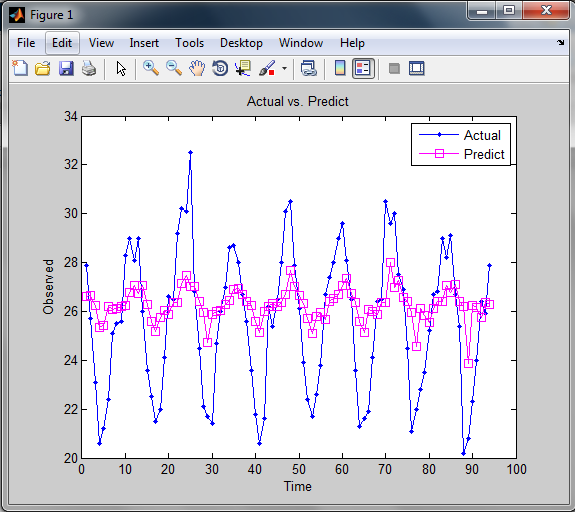 Figure 1
File Edit View Insert Tools Desktop Window Help
Actual vs. Predict
Actual
Predict
34
32
30
28
26
24
22
20
Observed
0 10 20 30 40 50 60 70 80 90 100
Time